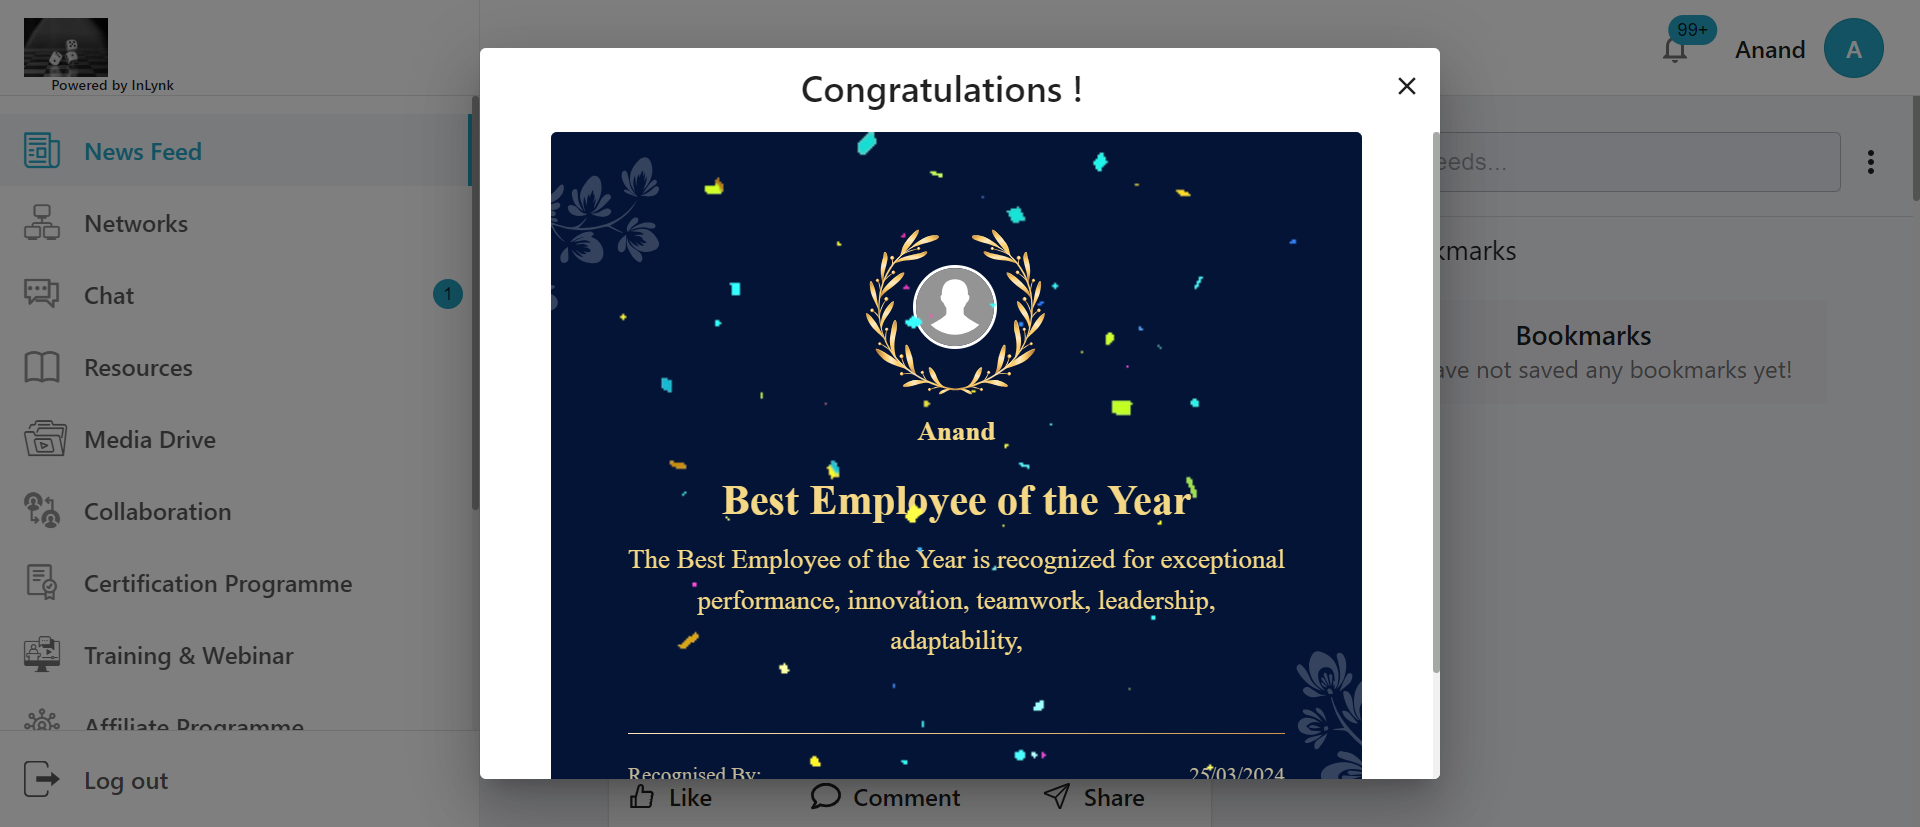 Powered by InLynk
99+
Anand
A
News Feed
Networks
Chat
1
Resources
Media Drive
Collaboration
Certification Programme
Training & Webinar
Affiliate Programme
Log out
Congratulations !
Anand
Best Employee of the Year
The Best Employee of the Year is recognized for exceptional
performance, innovation, teamwork, leadership,
adaptability,
Recognised By:
25/03/2024
Like
Comment
Share
Bookmarks
not saved any bookmarks yet!